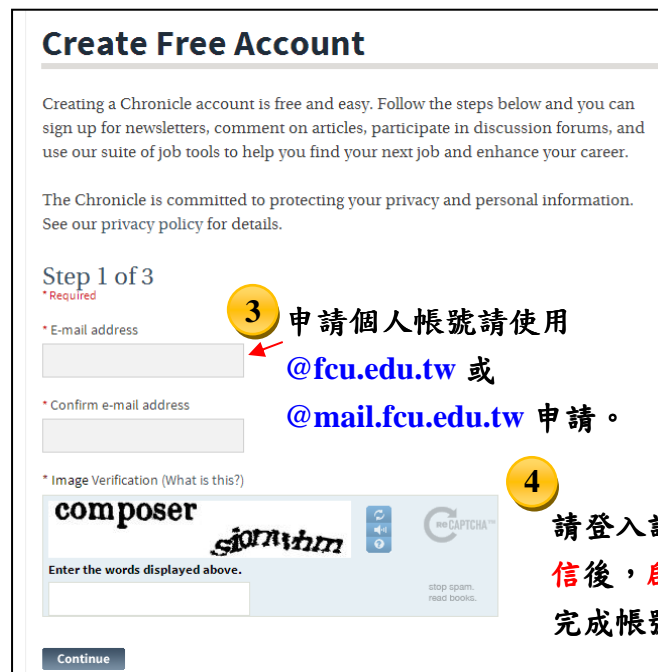 Create Free Account
Creating a Chronicle account is free and easy. Follow the steps below and you can
sign up for newsletters, comment on articles, participate in discussion forums, and
use our suite of job tools to help you find your next job and enhance your career.
The Chronicle is committed to protecting your privacy and personal information.
See our privacy policy for details.
Step 1 of 3
* Required
* E-mail address
3
申請個人帳號請使用
@fcu.edu.tw 或
@mail.fcu.edu.tw 申請。
* Confirm e-mail address
* Image Verification (What is this?)
composer
reCAPTCHA™
Enter the words displayed above.
stop spam.
read books.
4
請登入
信後，
完成帳
Continue